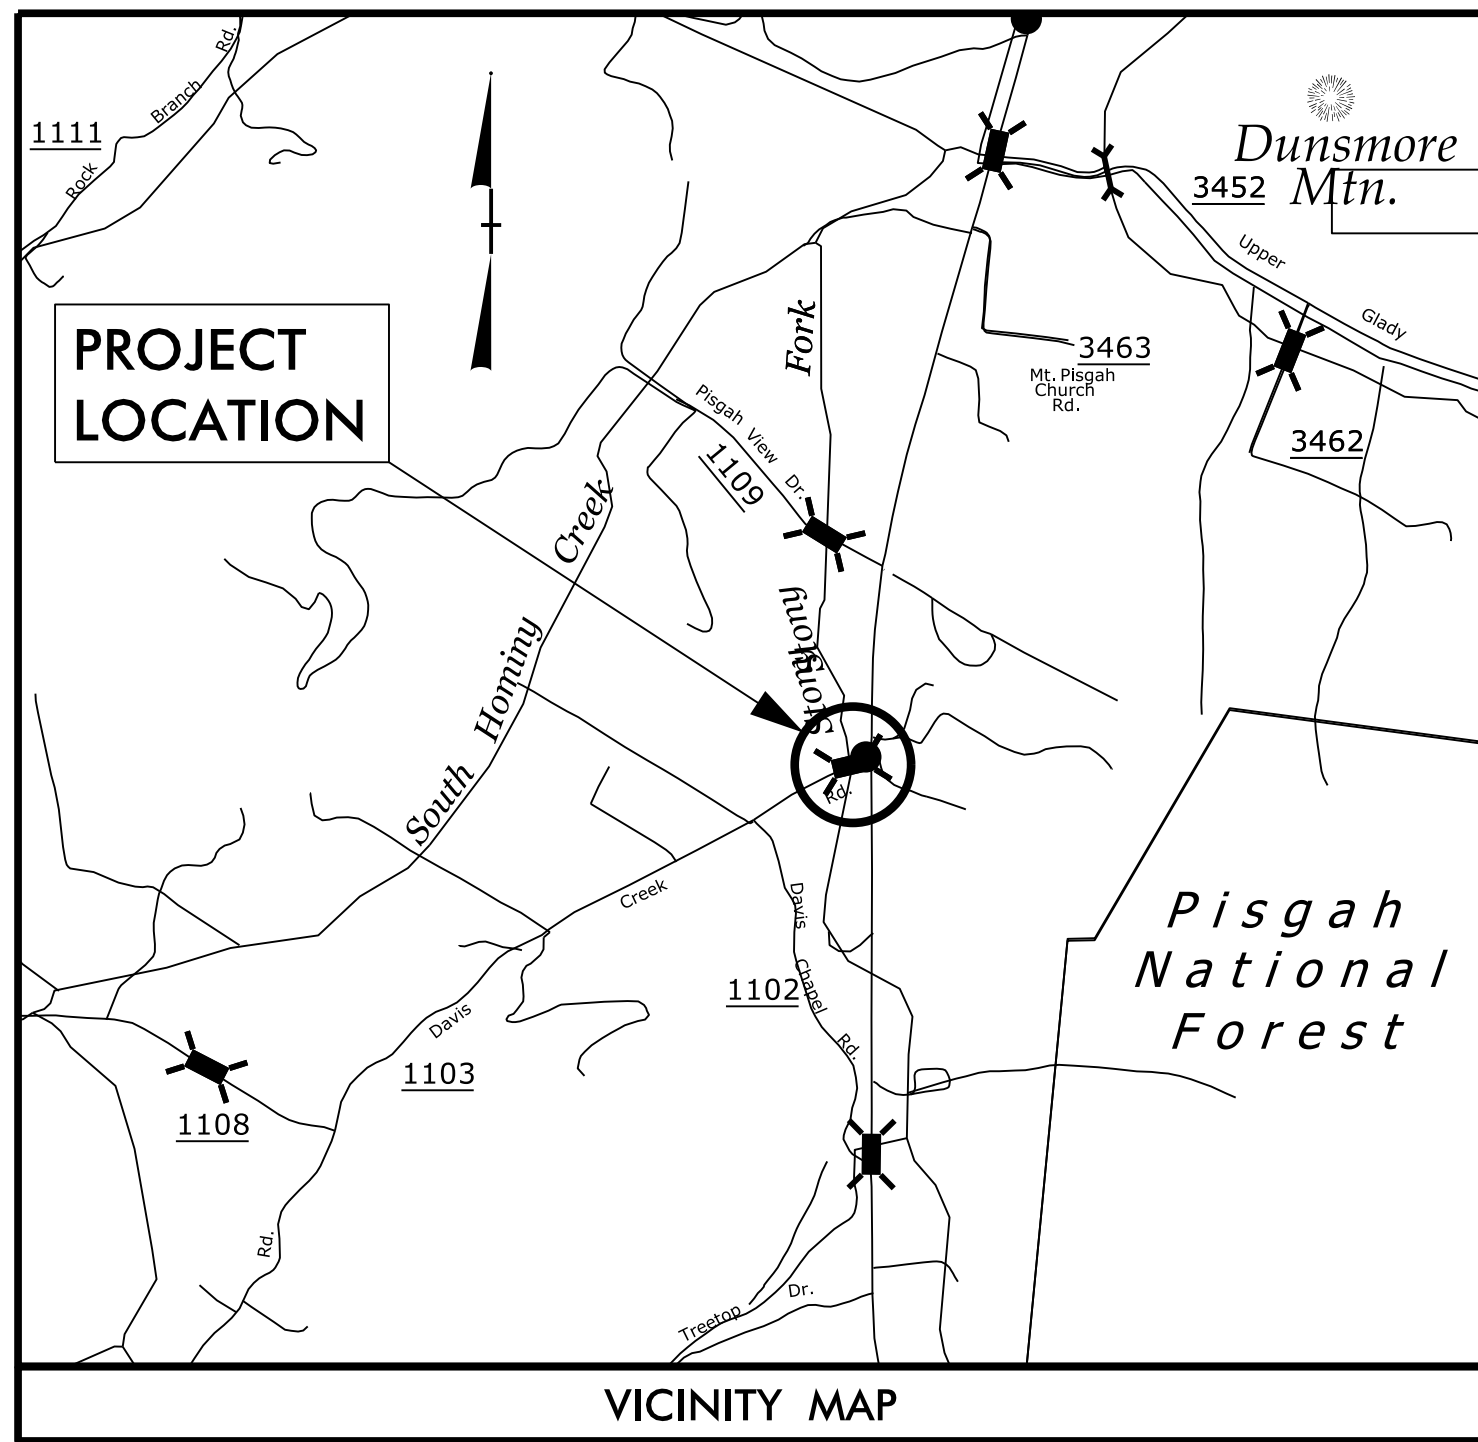 Rock Branch Rd.
1111
Dunsmore
Mtn.
3452
Upper Glady
PROJECT
LOCATION
3463
Mt. Pisgah
Church
Rd.
3462
Pisgah View Dr.
1109
Stony Fork
South Hominy Creek
Davis Creek Rd.
Rd.
1103
Davis Chapel Rd.
1102
1108
Pisgah
National
Forest
Treetop Dr.
VICINITY MAP